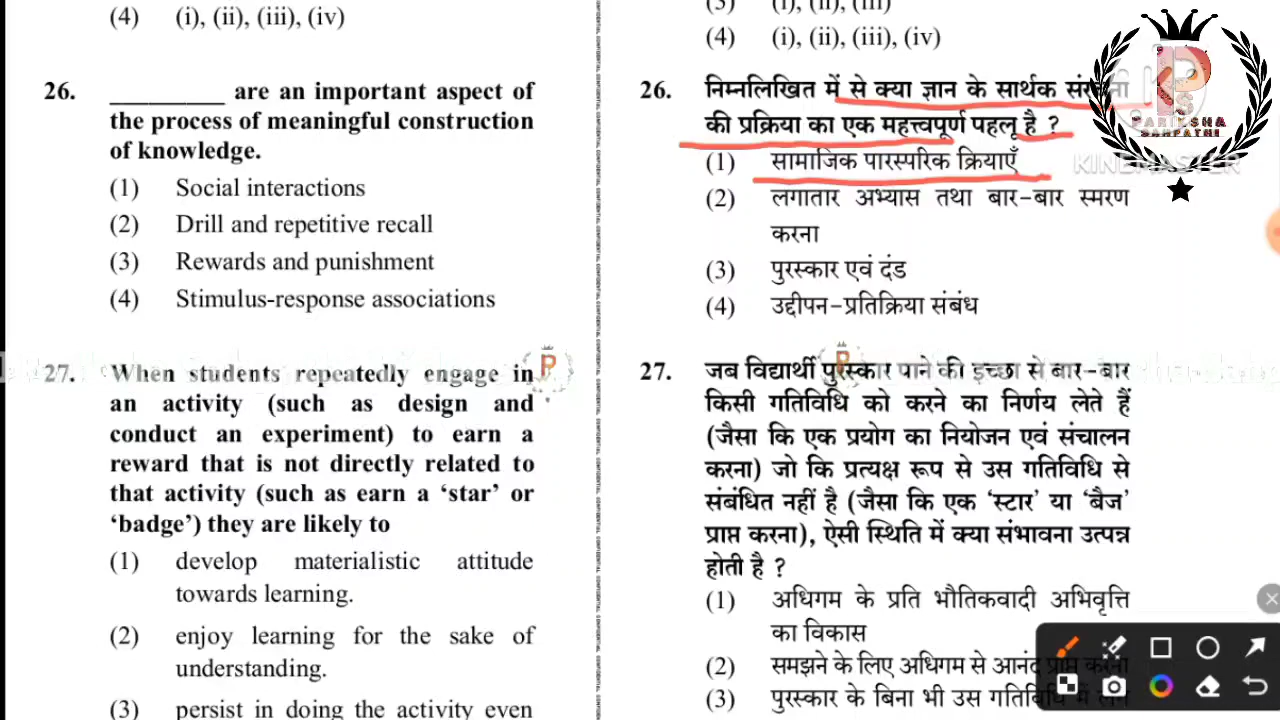 (4) (i), (ii), (iii), (iv)
26. ________ are an important aspect of
the process of meaningful construction
of knowledge.
(1) Social interactions
(2) Drill and repetitive recall
(3) Rewards and punishment
(4) Stimulus-response associations
27. When students repeatedly engage in
an activity (such as design and
conduct an experiment) to earn a
reward that is not directly related to
that activity (such as earn a ‘star’ or
‘badge’) they are likely to
(1) develop materialistic attitude
towards learning.
(2) enjoy learning for the sake of
understanding.
(3) persist in doing the activity even
(3) (i), (ii), (iii)
(4) (i), (ii), (iii), (iv)
26. निम्नलिखित में से क्या ज्ञान के सार्थक
की प्रक्रिया का एक महत्त्वपूर्ण पहलू है ?
(1) सामाजिक पारस्परिक क्रियाएँ
(2) लगातार अभ्यास तथा बार-बार स्मरण
करना
(3) पुरस्कार एवं दंड
(4) उद्दीपन-प्रतिक्रिया संबंध
27. जब विद्यार्थी पुरस्कार पाने की इच्छा से बार-बार
किसी गतिविधि को करने का निर्णय लेते हैं
(जैसा कि एक प्रयोग का नियोजन एवं संचालन
करना) जो कि प्रत्यक्ष रूप से उस गतिविधि से
संबंधित नहीं है (जैसा कि एक ‘स्टार’ या ‘बैज’
प्राप्त करना), ऐसी स्थिति में क्या संभावना उत्पन्न
होती है ?
(1) अधिगम के प्रति भौतिकवादी अभिवृत्ति
का विकास
(2) समझने के लिए अधिगम से आनंद प्राप्त करना
(3) पुरस्कार के बिना भी उस गतिविधि में
PARIKSHA
SARPATHI
KINEMASTER